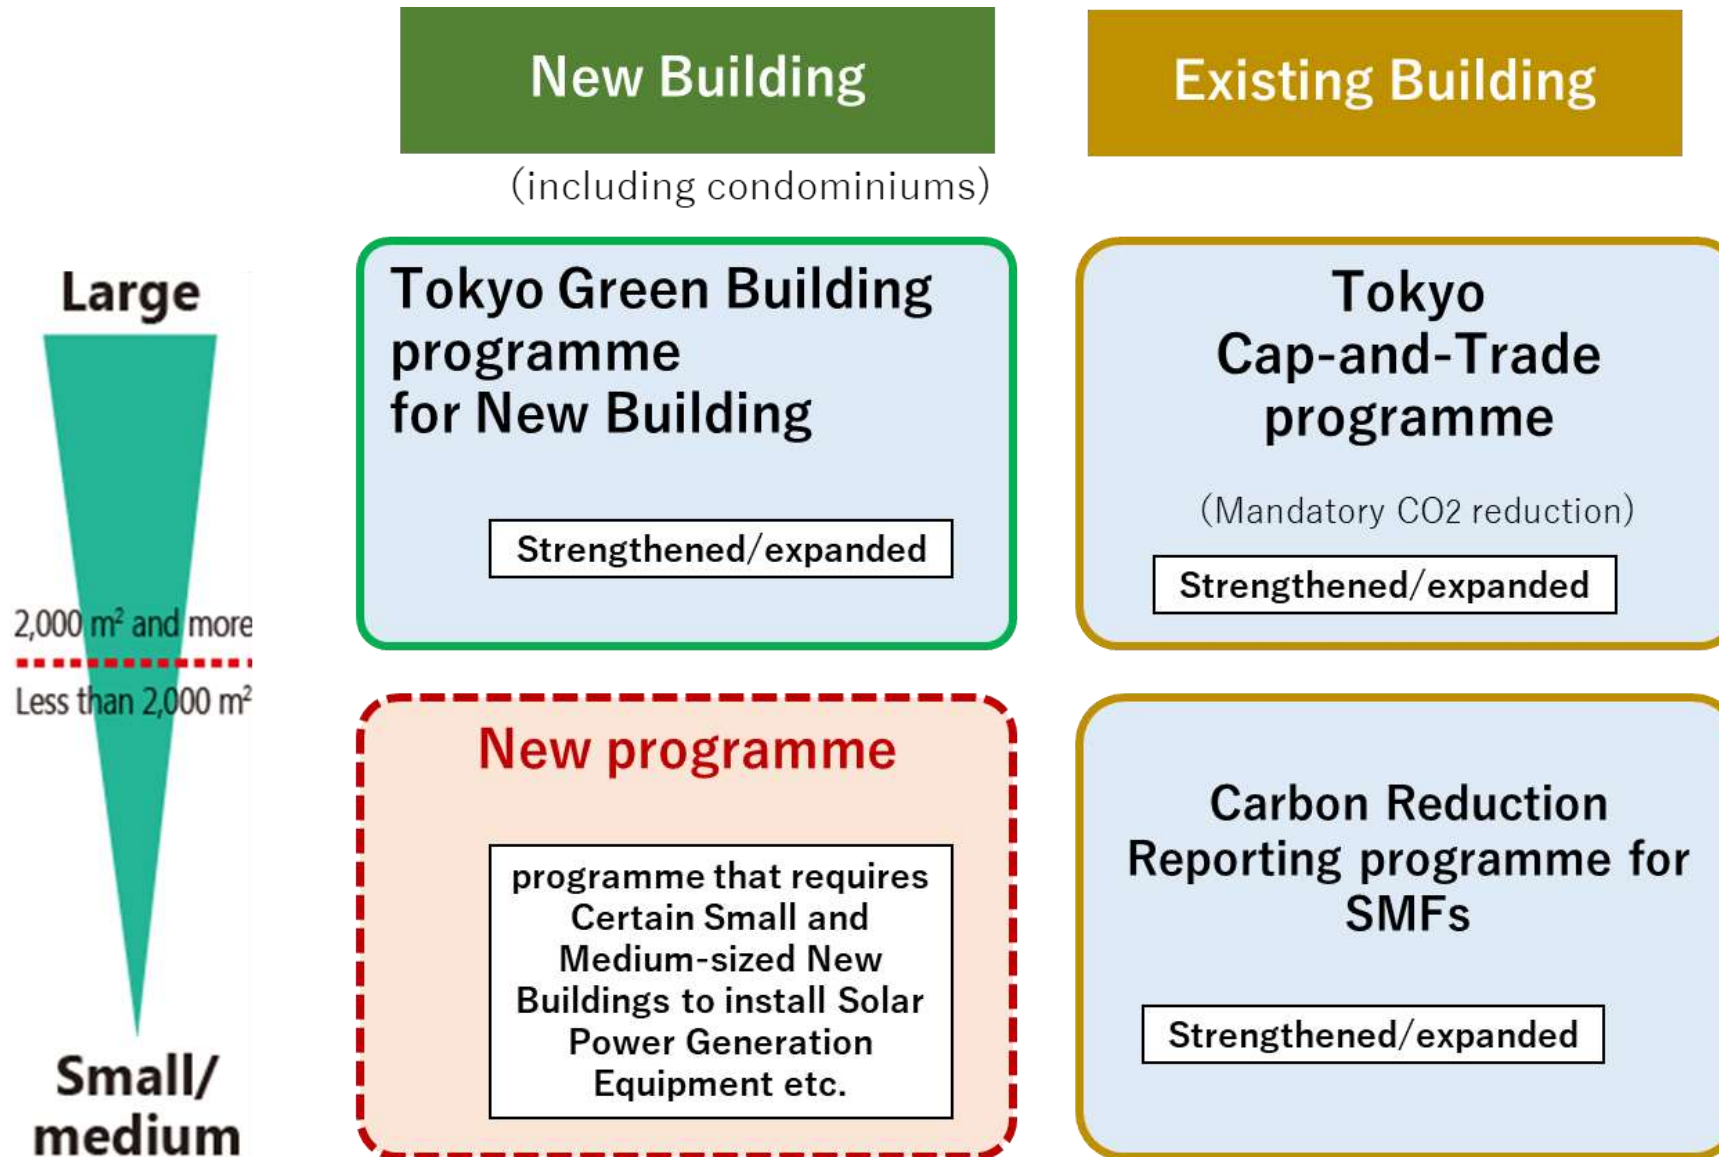 New Building
Existing Building
(including condominiums)
Large
2,000 m² and more
Less than 2,000 m²
Small/
medium
Tokyo Green Building
programme
for New Building
Strengthened/expanded
Tokyo
Cap-and-Trade
programme
(Mandatory CO2 reduction)
Strengthened/expanded
New programme
programme that requires
Certain Small and
Medium-sized New
Buildings to install Solar
Power Generation
Equipment etc.
Carbon Reduction
Reporting programme for
SMFs
Strengthened/expanded